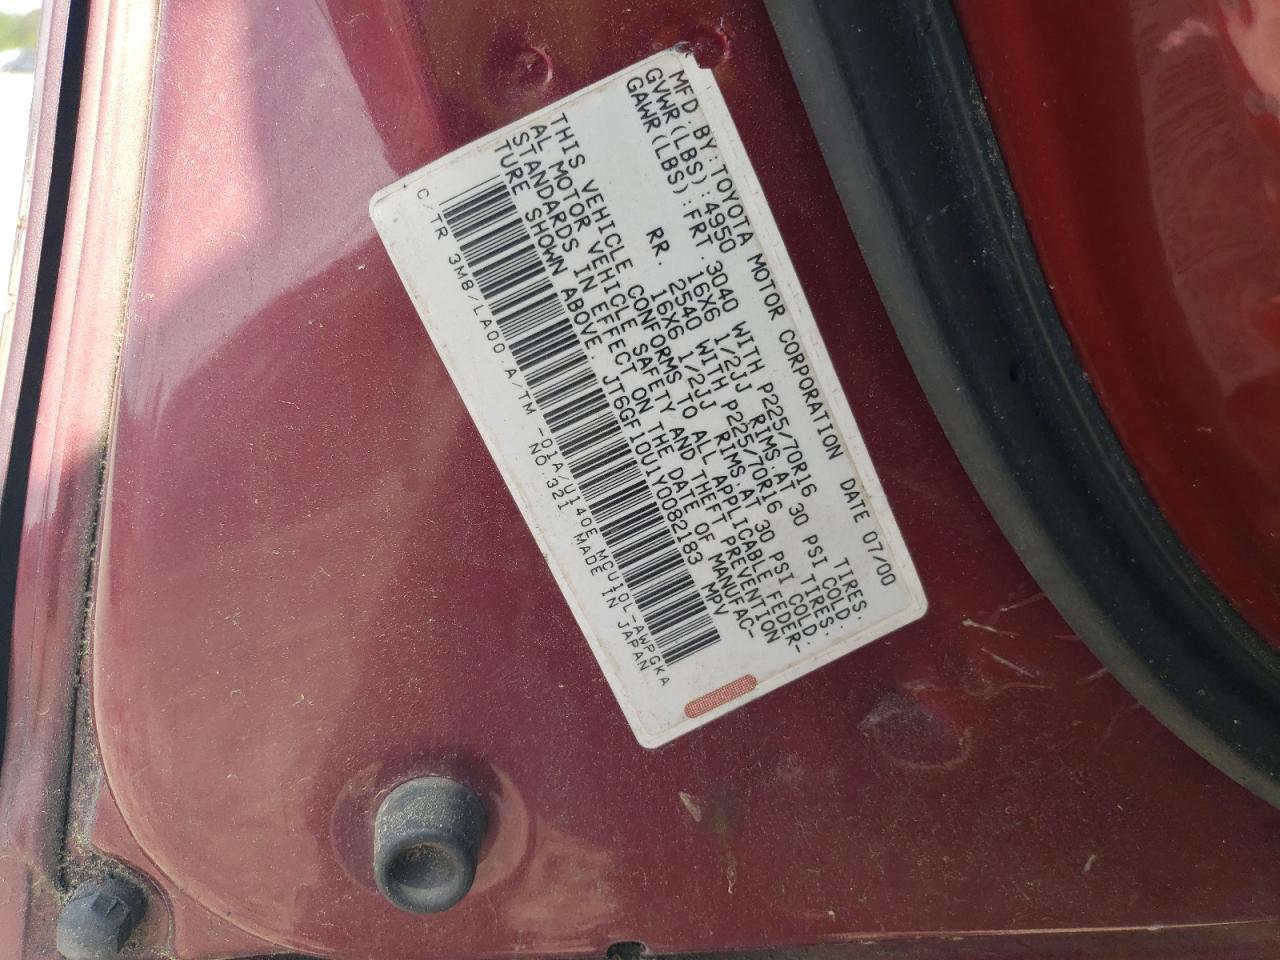 MFD. BY: TOYOTA MOTOR CORPORATION DATE 07/00
GVWR(LBS):4950
GAWR(LBS):FRT. 3040 WITH P225/70R16 TIRES.
16X6 1/2JJ RIMS.AT 30 PSI COLD.
RR. 2540 WITH P225/70R16 TIRES.
16X6 1/2JJ RIMS.AT 30 PSI COLD.
THIS VEHICLE CONFORMS TO ALL APPLICABLE FEDER-
AL MOTOR VEHICLE SAFETY AND THEFT PREVENTION
STANDARDS IN EFFECT ON THE DATE OF MANUFAC-
TURE SHOWN ABOVE JT6GF10U1Y0082183 MPV
C/TR 3M8/LA00.A/TM -01A/U140E MCU10L-AWPGKA
NO.321 MADE IN JAPAN